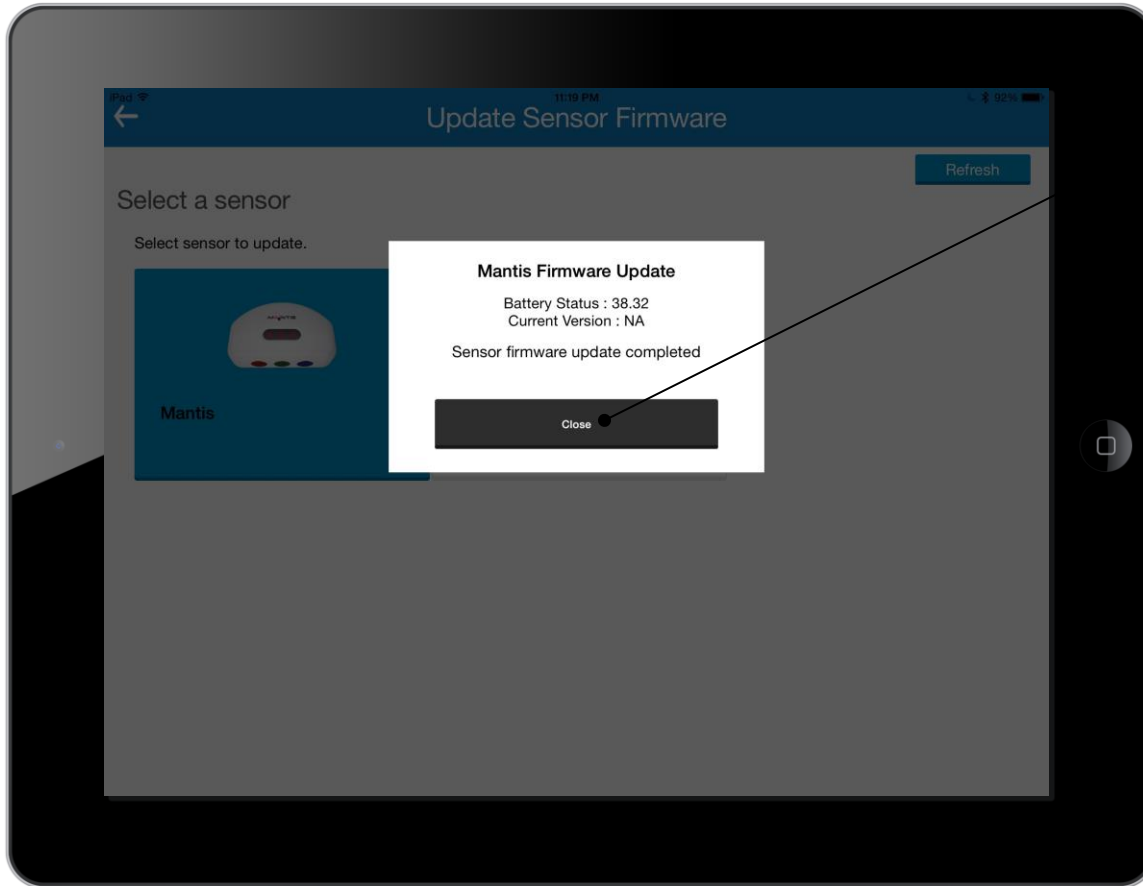 iPad
11:19 PM
92%
Update Sensor Firmware
Refresh
Select a sensor
Select sensor to update.
MANTIS
Mantis
Mantis Firmware Update
Battery Status : 38.32
Current Version : NA
Sensor firmware update completed
Close